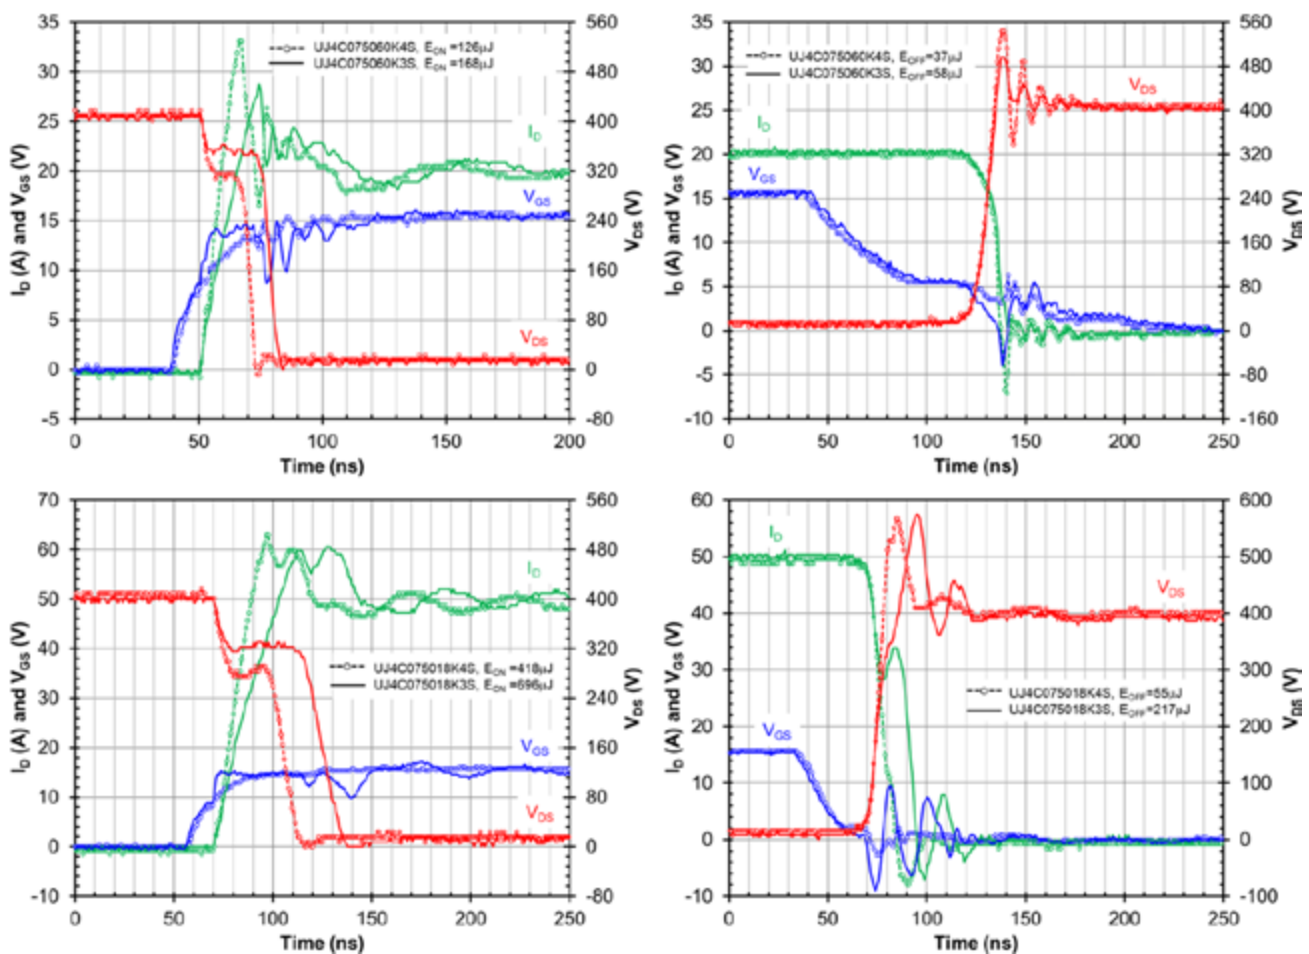 35 560
UJ4C075060K4S, EON =126µJ
UJ4C075060K3S, EON =168µJ
30 480
25 400
ID
20 320
VGS
15 240
10 160
5 80
VDS
0 0
-5 -80
0 50 100 150 200
Time (ns)
ID (A) and VGS (V)
VDS (V)
35 560
UJ4C075060K4S, EOFF=37µJ
UJ4C075060K3S, EOFF=58µJ
30 480
VDS
25 400
ID
20 320
VGS
15 240
10 160
5 80
0 0
-5 -80
-10 -160
0 50 100 150 200 250
Time (ns)
ID (A) and VGS (V)
VDS (V)
70 560
60 480
ID
50 400
40 320
UJ4C075018K4S, EON =418µJ
UJ4C075018K3S, EON =696µJ
30 240
20 160
VGS
10 80
VDS
0 0
-10 -80
0 50 100 150 200 250
Time (ns)
ID (A) and VGS (V)
VDS (V)
60 600
ID
50 500
VDS
40 400
30 300
UJ4C075018K4S, EOFF=55µJ
UJ4C075018K3S, EOFF=217µJ
20 200
VGS
10 100
0 0
-10 -100
0 50 100 150 200 250
Time (ns)
ID (A) and VGS (V)
VDS (V)